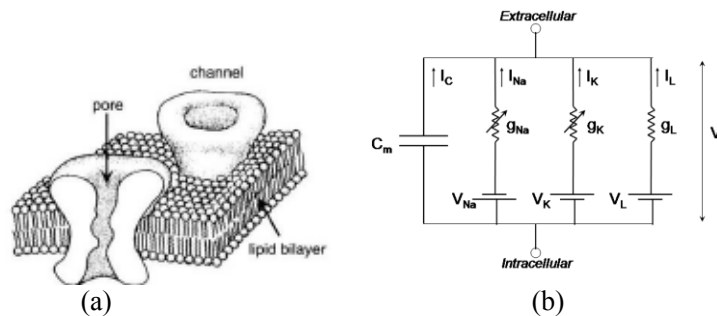 channel
pore
lipid bilayer
(a)
Extracellular
I_C I_Na I_K I_L
g_Na g_K g_L
C_m
V
V_Na V_K V_L
Intracellular
(b)